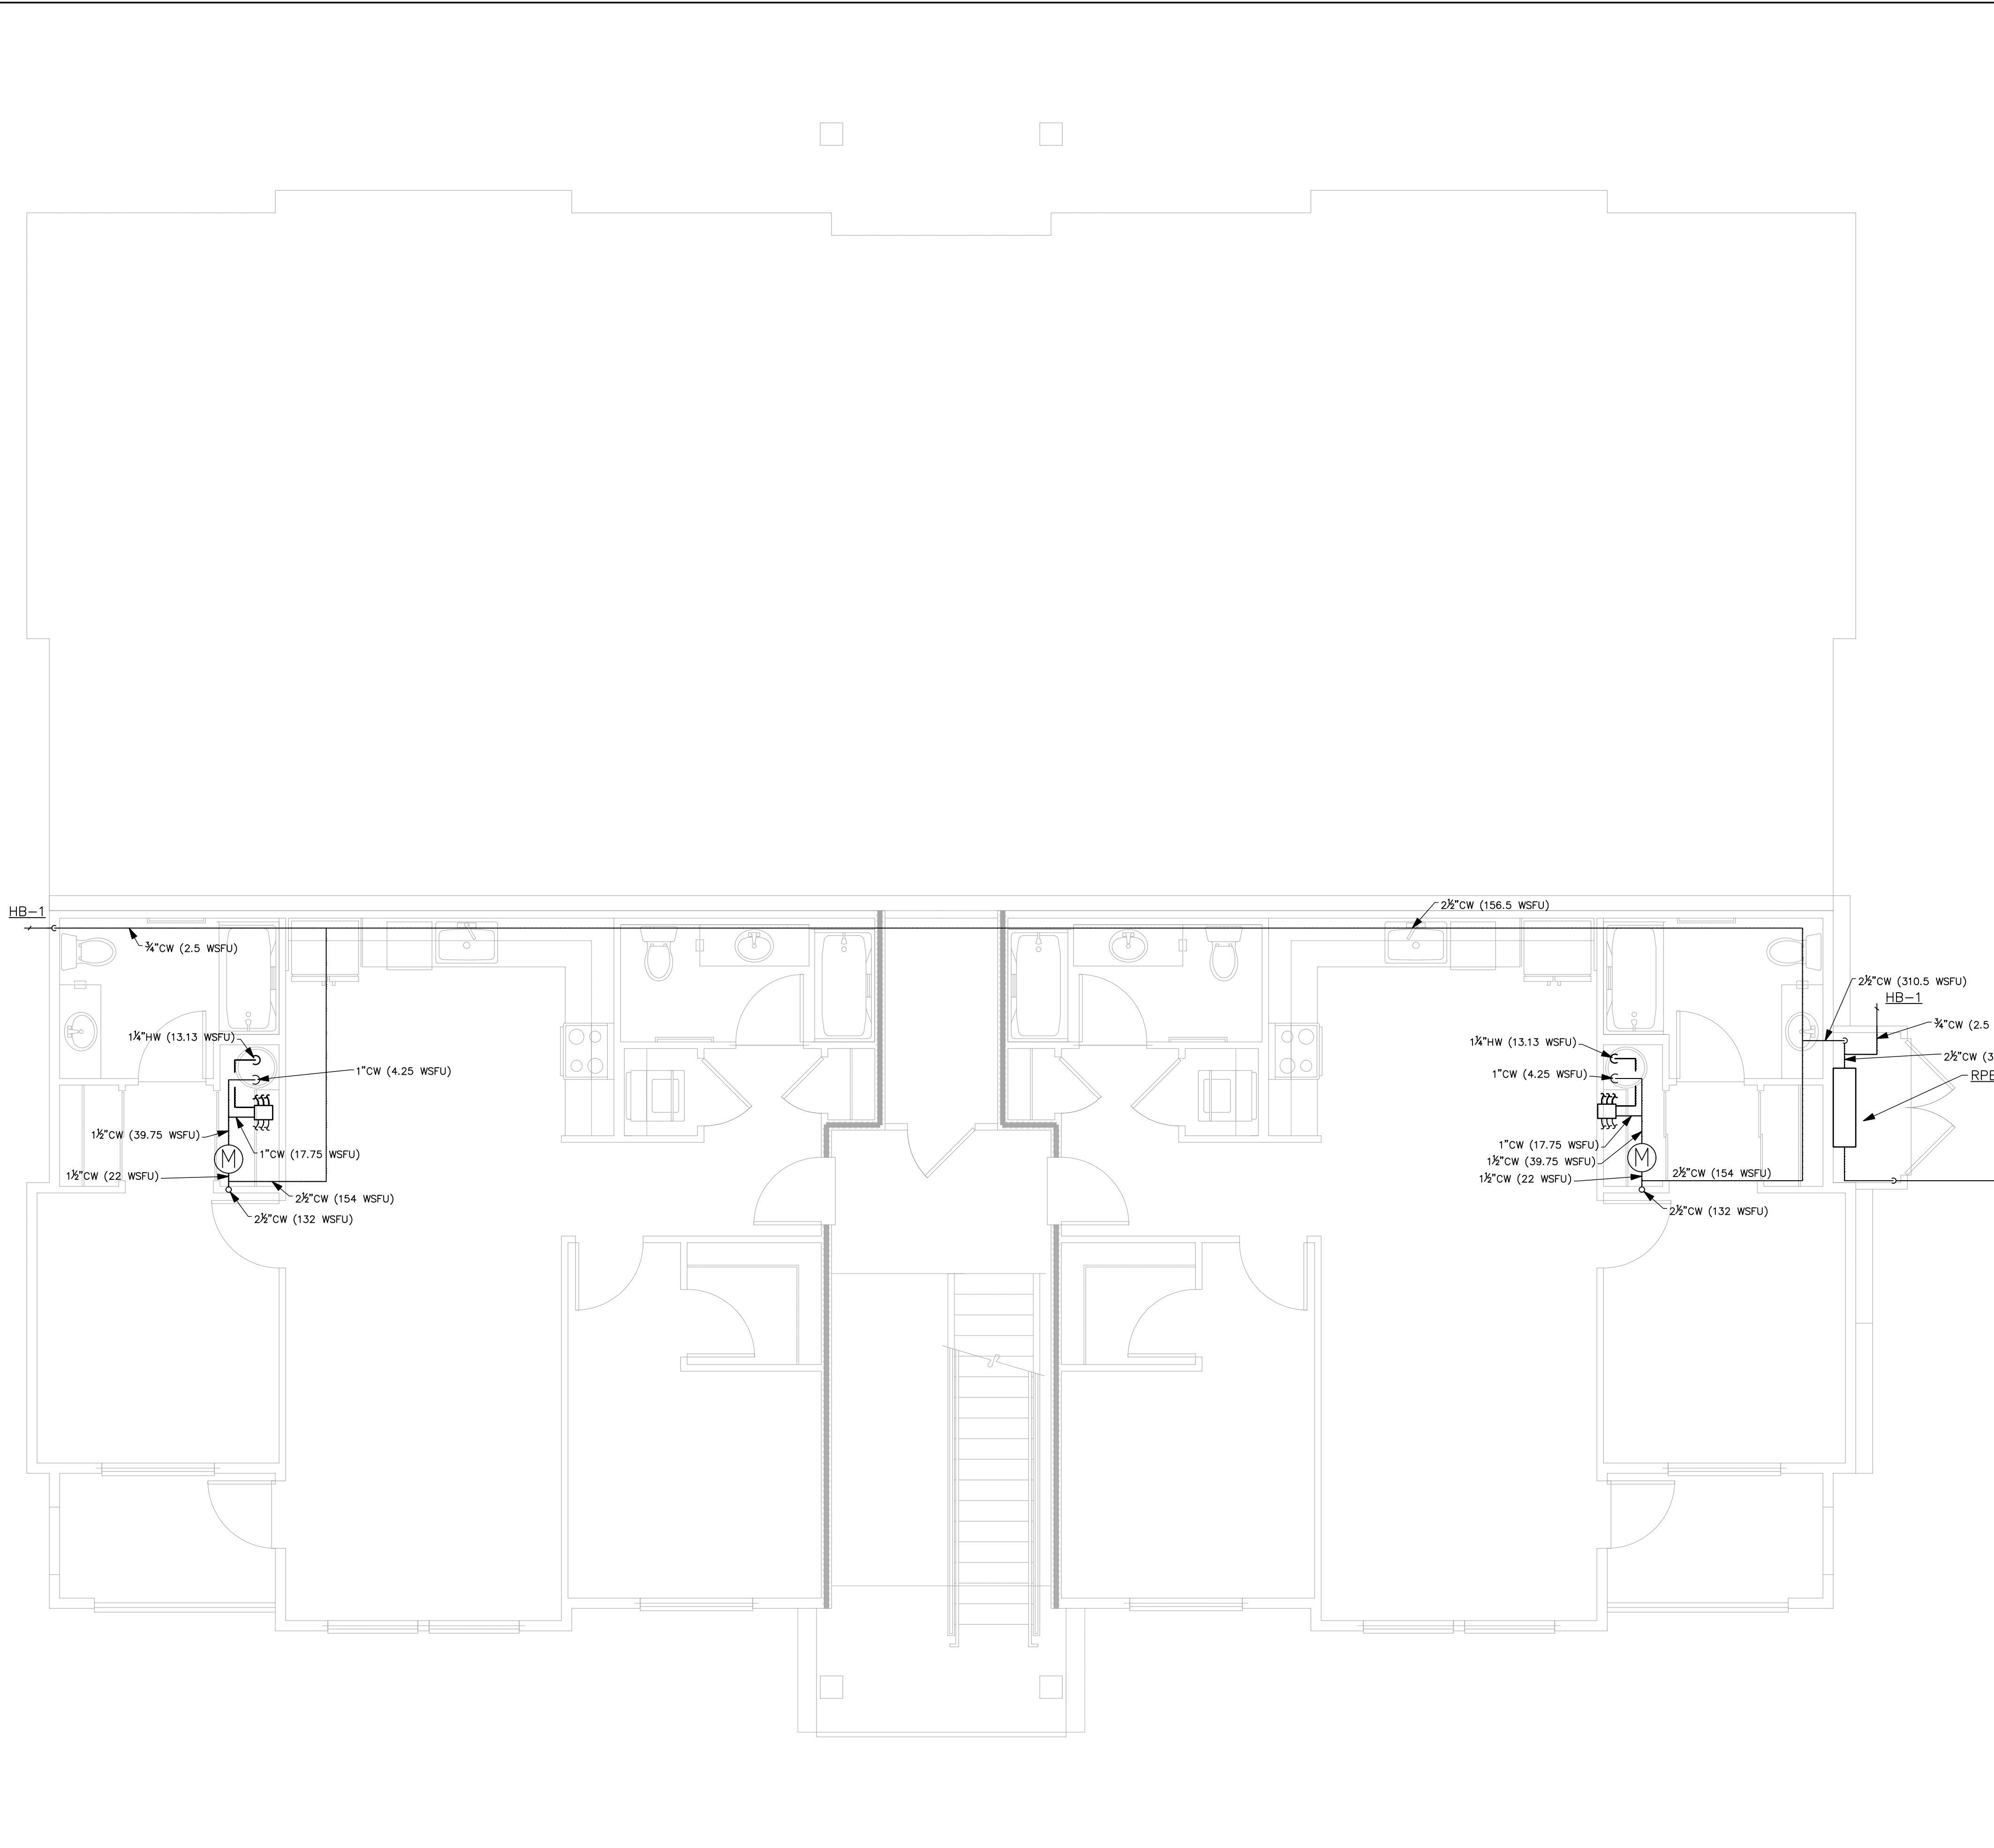 2½"CW (156.5 WSFU)
HB-1
¾"CW (2.5 WSFU)
2½"CW (310.5 WSFU)
HB-1
¾"CW (2.5
1¼"HW (13.13 WSFU)
1¼"HW (13.13 WSFU)
2½"CW (3
1"CW (4.25 WSFU)
1"CW (4.25 WSFU)
1½"CW (39.75 WSFU)
1"CW (17.75 WSFU)
M
1½"CW (22 WSFU)
2½"CW (154 WSFU)
2½"CW (132 WSFU)
1"CW (17.75 WSFU)
1½"CW (39.75 WSFU)
M
1½"CW (22 WSFU)
2½"CW (154 WSFU)
2½"CW (132 WSFU)